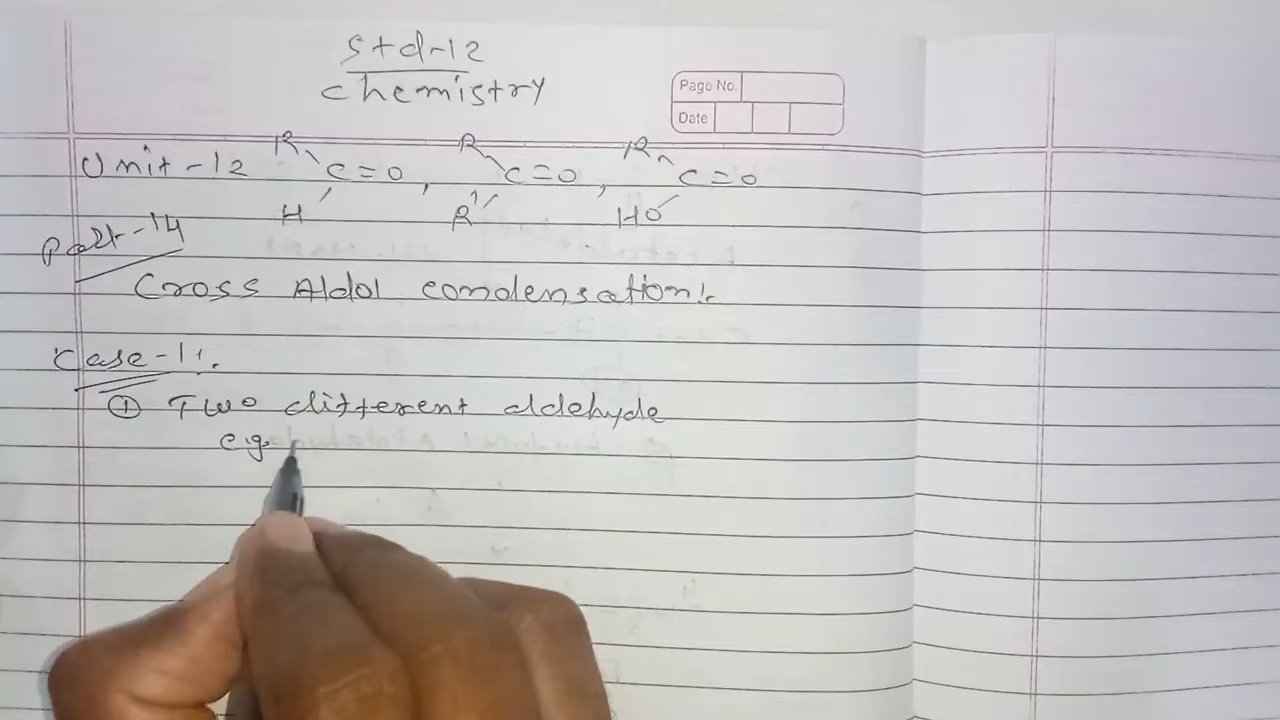 Std-12
Chemistry
Page No.
Date
Unit-12 R H C=O, R R' C=O, R HO C=O
Part-14
Cross Aldol condensation:-
Case-1:-
① Two different aldehyde
e.g.